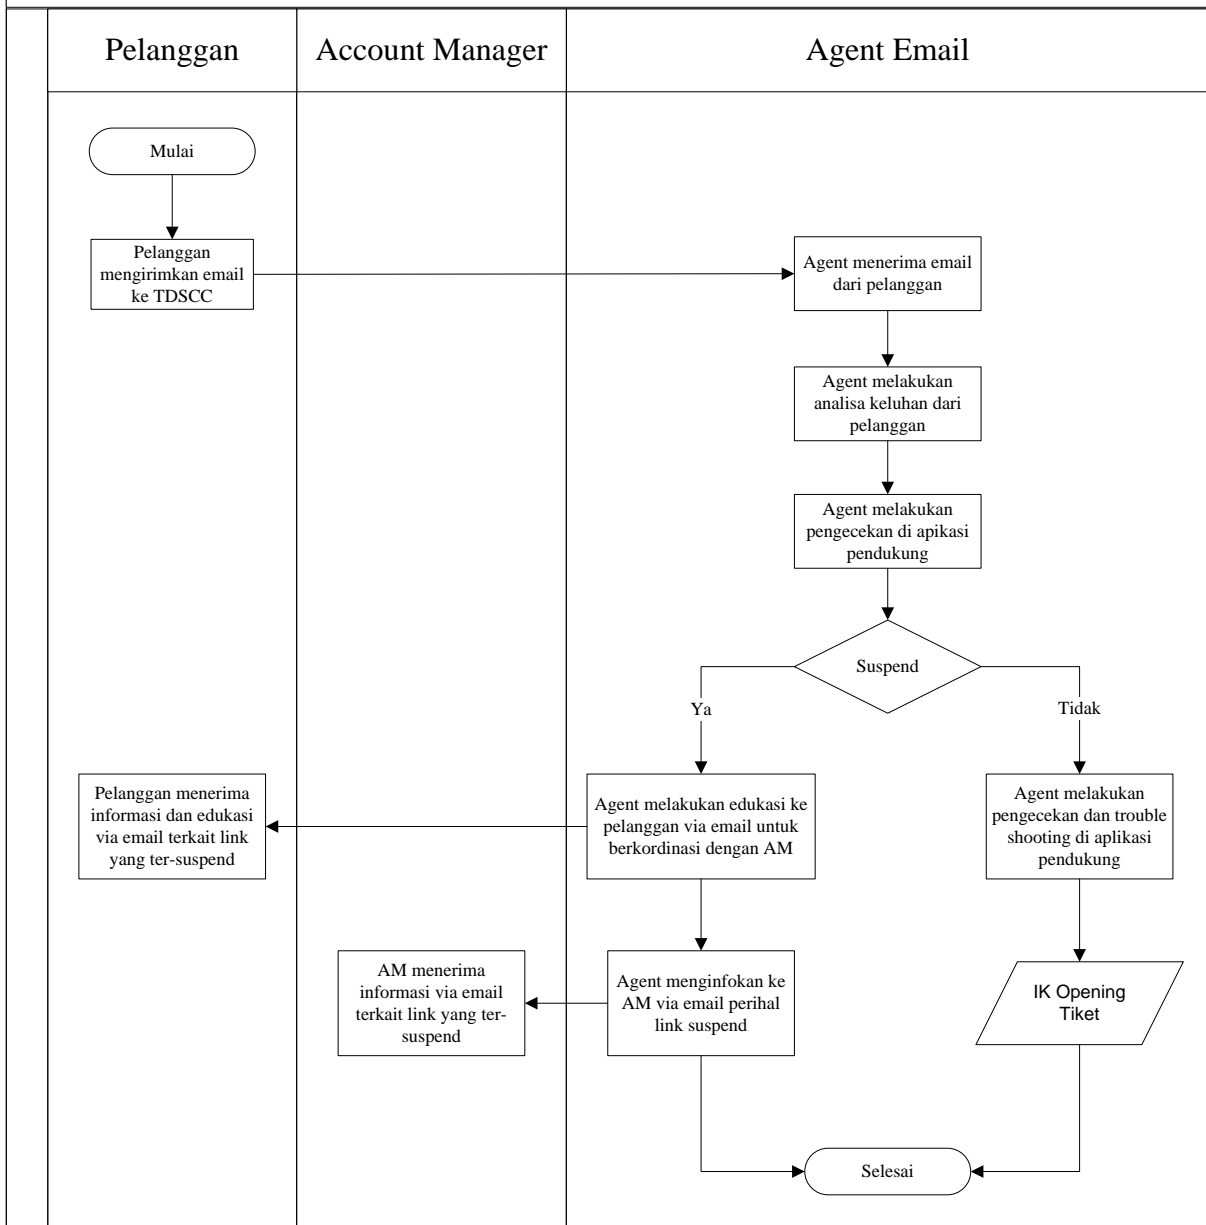 Pelanggan
Account Manager
Agent Email
Mulai
Pelanggan
mengirimkan email
ke TDSCC
Agent menerima email
dari pelanggan
Agent melakukan
analisa keluhan dari
pelanggan
Agent melakukan
pengecekan di apikasi
pendukung
Suspend
Ya
Tidak
Pelanggan menerima
informasi dan edukasi
via email terkait link
yang ter-suspend
Agent melakukan edukasi ke
pelanggan via email untuk
berkordinasi dengan AM
Agent melakukan
pengecekan dan trouble
shooting di aplikasi
pendukung
AM menerima
informasi via email
terkait link yang ter-
suspend
Agent menginfokan ke
AM via email perihal
link suspend
IK Opening
Tiket
Selesai